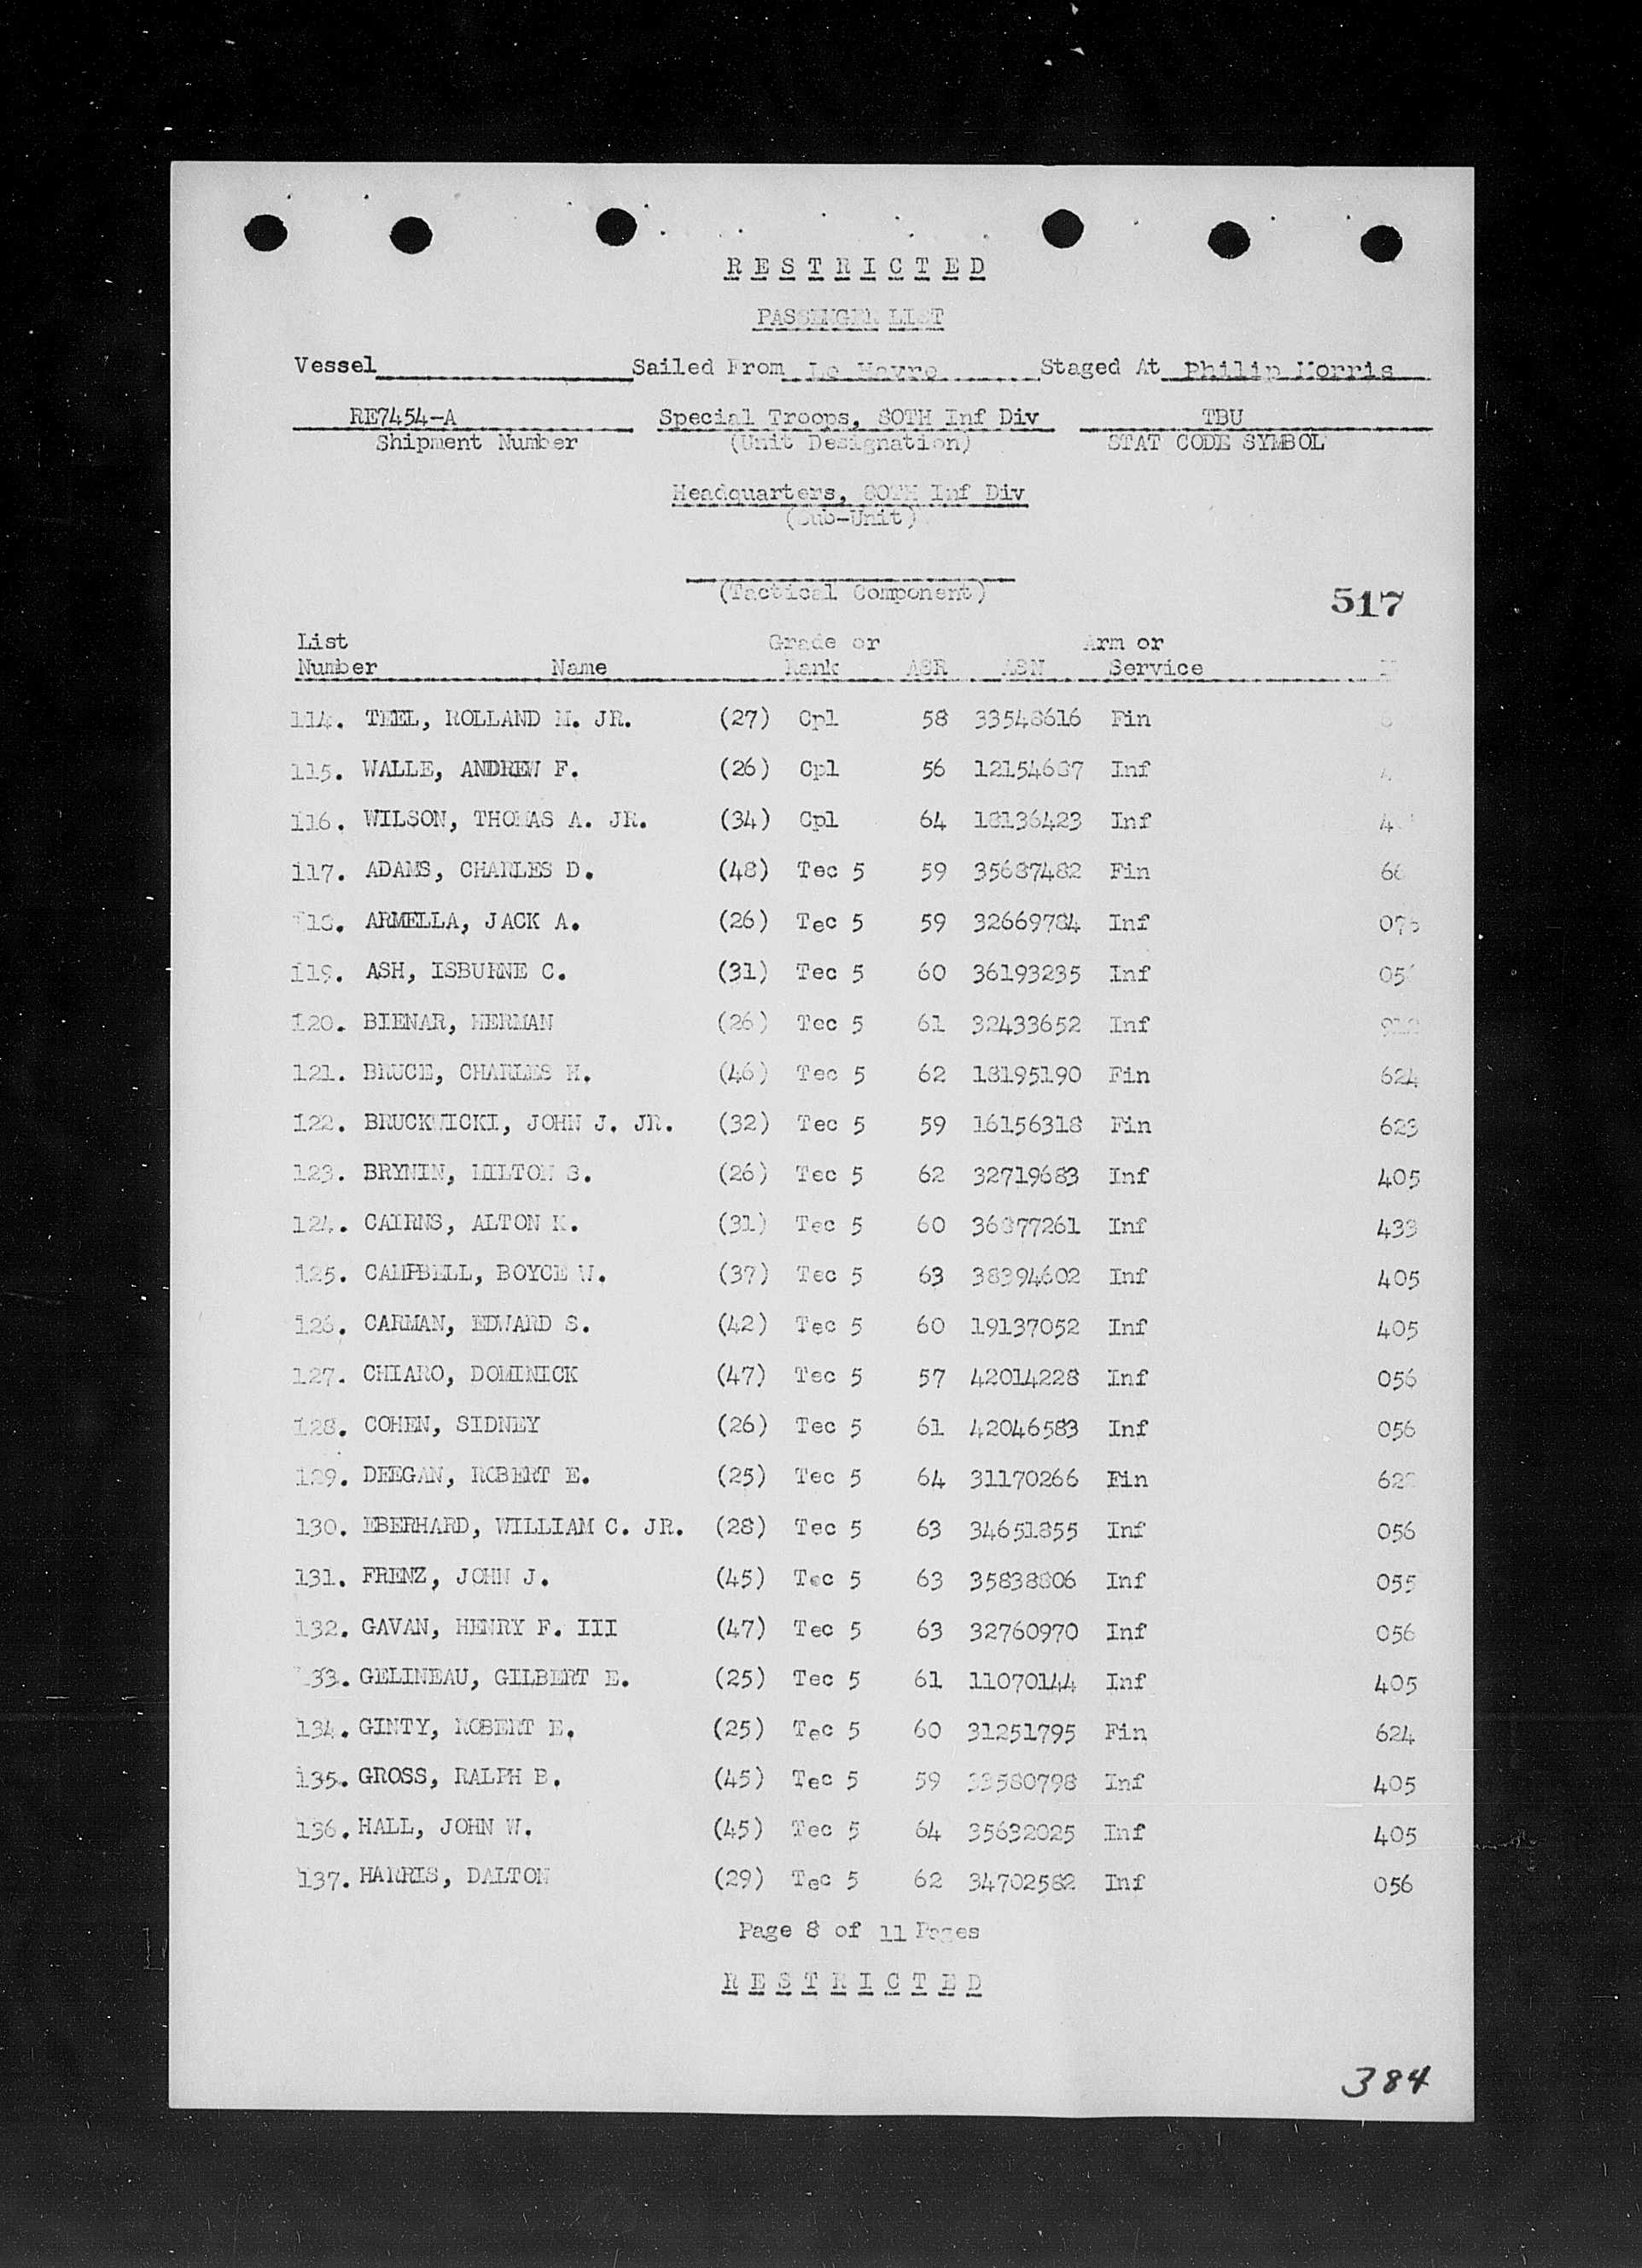 R E S T R I C T E D
PASSENGER LIST
Vessel Sailed From Le Havre Staged At Philip Morris
RE7454-A Special Troops, 80TH Inf Div TBU
Shipment Number (Unit Designation) STAT CODE SYMBOL
Headquarters, 80TH Inf Div
(Sub-Unit)
(Tactical Component)
517
List Grade or Arm or
Number Name Rank ASR ASN Service
114. TEEL, ROLLAND M. JR. (27) Cpl 58 33548616 Fin
115. WALLE, ANDREW F. (26) Cpl 56 12154687 Inf
116. WILSON, THOMAS A. JR. (34) Cpl 64 18136423 Inf
117. ADAMS, CHARLES D. (48) Tec 5 59 35687482 Fin
118. ARMELLA, JACK A. (26) Tec 5 59 32669784 Inf
119. ASH, ISBURNE C. (31) Tec 5 60 36193235 Inf
120. BIENAR, HERMAN (26) Tec 5 61 32433652 Inf
121. BRUCE, CHARLES H. (46) Tec 5 62 18195190 Fin 624
122. BRUCKWICKI, JOHN J. JR. (32) Tec 5 59 16156318 Fin 623
123. BRYNIN, MILTON S. (26) Tec 5 62 32719683 Inf 405
124. CAIRNS, ALTON K. (31) Tec 5 60 36877261 Inf 433
125. CAMPBELL, BOYCE W. (37) Tec 5 63 38394602 Inf 405
126. CARMAN, EDWARD S. (42) Tec 5 60 19137052 Inf 405
127. CHIARO, DOMINICK (47) Tec 5 57 42014228 Inf 056
128. COHEN, SIDNEY (26) Tec 5 61 42046583 Inf 056
129. DEEGAN, ROBERT E. (25) Tec 5 64 31170266 Fin
130. EBERHARD, WILLIAM C. JR. (28) Tec 5 63 34651855 Inf 056
131. FRENZ, JOHN J. (45) Tec 5 63 35838806 Inf 055
132. GAVAN, HENRY F. III (47) Tec 5 63 32760970 Inf 056
133. GELINEAU, GILBERT E. (25) Tec 5 61 11070144 Inf 405
134. GINTY, ROBERT E. (25) Tec 5 60 31251795 Fin 624
135. GROSS, RALPH B. (45) Tec 5 59 33580798 Inf 405
136. HALL, JOHN W. (45) Tec 5 64 35632025 Inf 405
137. HARRIS, DALTON (29) Tec 5 62 34702582 Inf 056
Page 8 of 11 Pages
R E S T R I C T E D
384